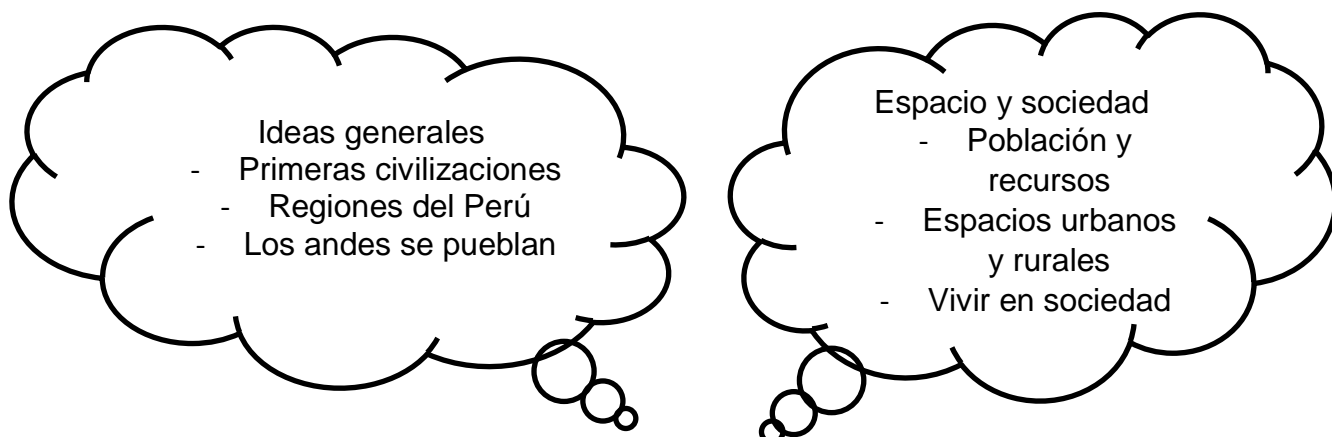 Ideas generales
- Primeras civilizaciones
- Regiones del Perú
- Los andes se pueblan
Espacio y sociedad
- Población y
recursos
- Espacios urbanos
y rurales
- Vivir en sociedad